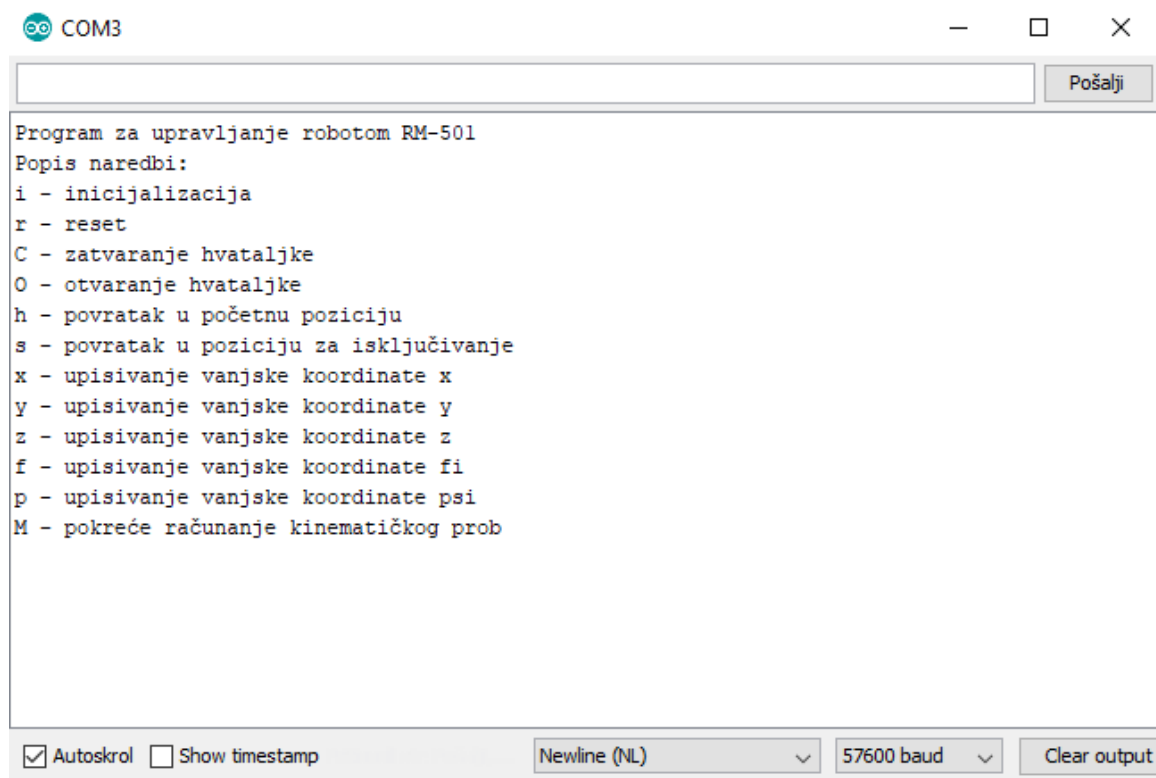 COM3
Pošalji
Program za upravljanje robotom RM-501
Popis naredbi:
i - inicijalizacija
r - reset
C - zatvaranje hvataljke
O - otvaranje hvataljke
h - povratak u početnu poziciju
s - povratak u poziciju za isključivanje
x - upisivanje vanjske koordinate x
y - upisivanje vanjske koordinate y
z - upisivanje vanjske koordinate z
f - upisivanje vanjske koordinate fi
p - upisivanje vanjske koordinate psi
M - pokreće računanje kinematičkog prob
Autoskrol Show timestamp Newline (NL) 57600 baud Clear output